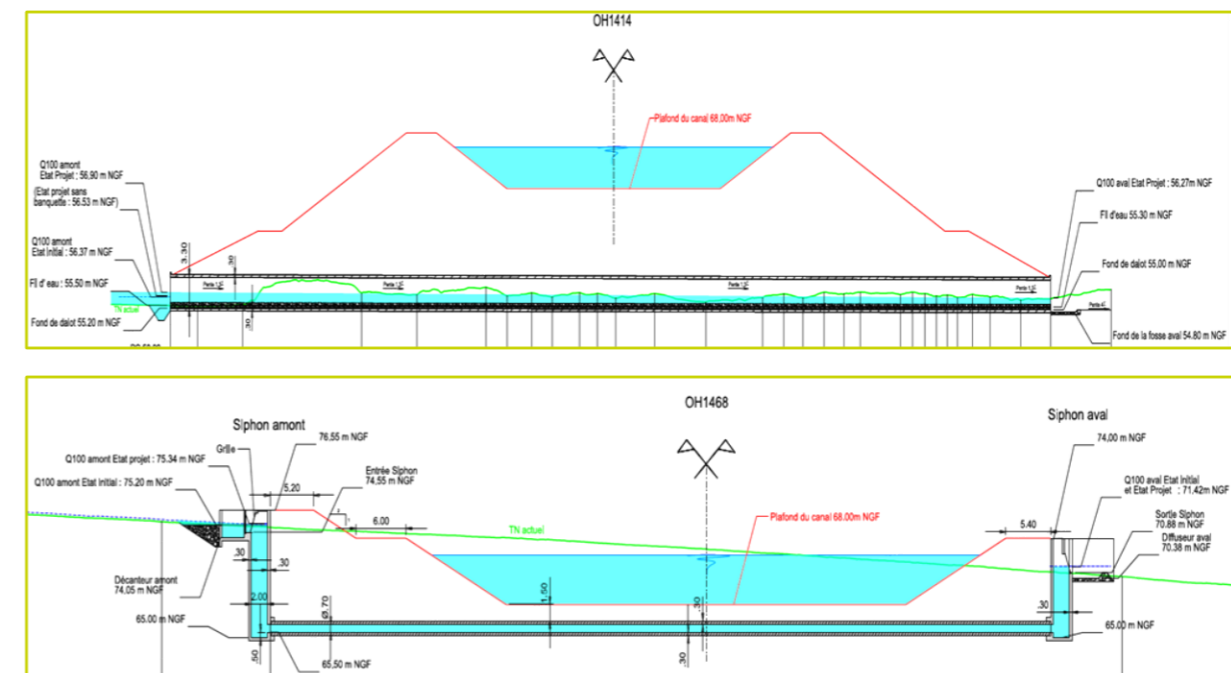 OH1414
Plafond du canal 68.00m NGF
Q100 amont
Etat Projet : 56.90 m NGF
(Etat projet sans
banquette : 56.53 m NGF)
Q100 amont
Etat Initial : 56.37 m NGF
Fil d' eau : 55.50 m NGF
TN actuel
Fond de dalot 55.20 m NGF
3.30
.30
.30
Q100 aval Etat Projet : 56,27m NGF
Fil d'eau 55.30 m NGF
Fond de dalot 55,00 m NGF
Fond de la fosse aval 54.80 m NGF
OH1468
Siphon amont
76,55 m NGF
Grille
Q100 amont Etat projet : 75.34 m NGF
Q100 amont Etat Initial : 75.20 m NGF
Entrée Siphon
74,55 m NGF
5.20
6.00
TN actuel
Plafond du canal 68.00m NGF
Siphon aval
74,00 m NGF
Q100 aval Etat Initial
et Etat Projet : 71,42m NGF
Sortie Siphon
70.88 m NGF
Diffuseur aval
70.38 m NGF
5.40
.30
.30
Décanteur amont
74,05 m NGF
2.00
Ø.70
1.50
.30
.30
.30
65.00 m NGF
65.00 m NGF
.50
65,50 m NGF